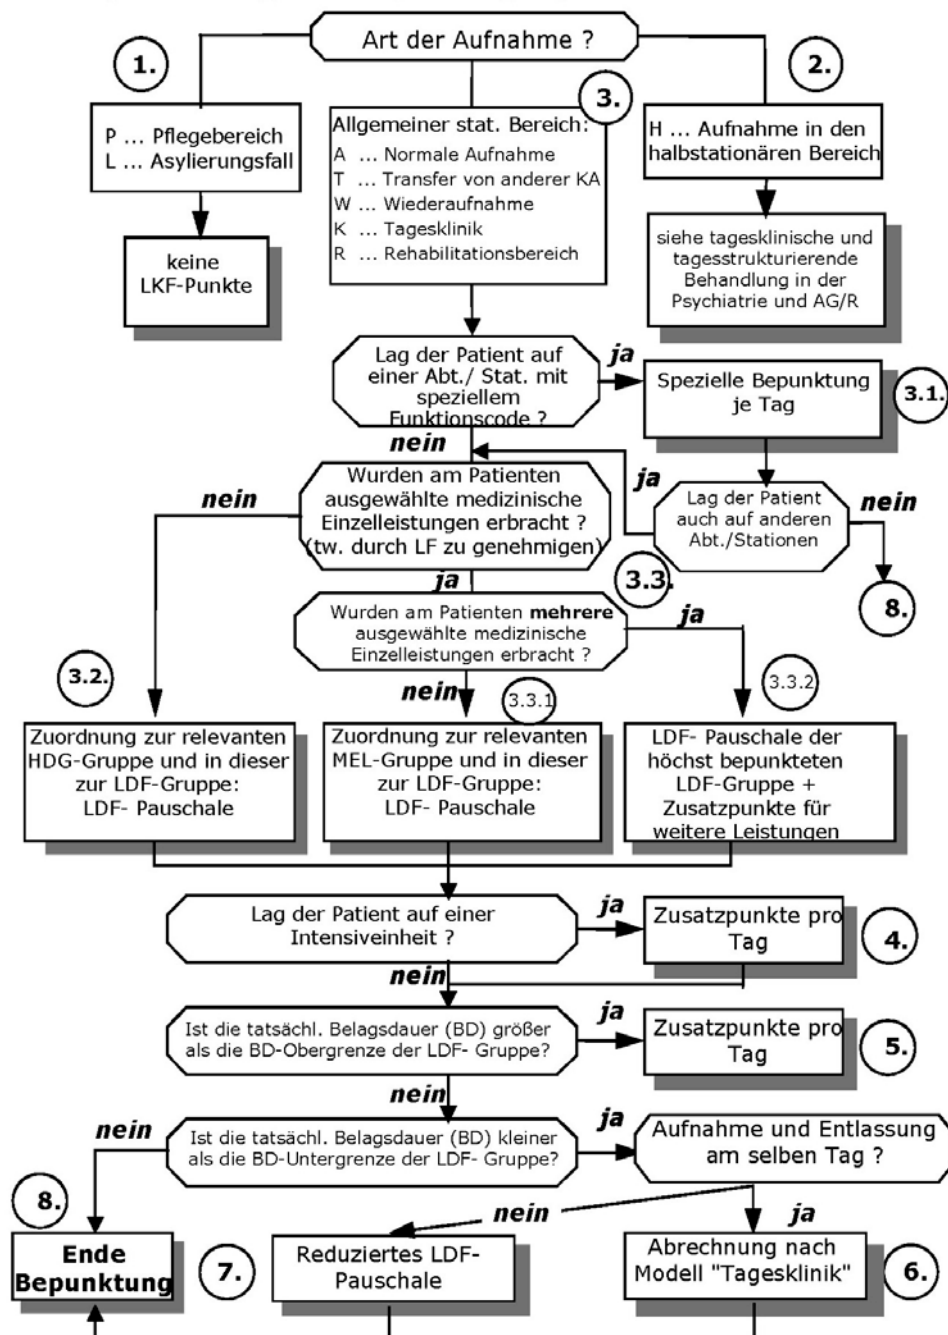 Art der Aufnahme ?
1.
2.
3.
P ... Pflegebereich
L ... Asylierungsfall
Allgemeiner stat. Bereich:
A ... Normale Aufnahme
T ... Transfer von anderer KA
W ... Wiederaufnahme
K ... Tagesklinik
R ... Rehabilitationsbereich
H ... Aufnahme in den
halbstationären Bereich
keine
LKF-Punkte
siehe tagesklinische und
tagesstrukturierende
Behandlung in der
Psychiatrie und AG/R
Lag der Patient auf
einer Abt./ Stat. mit
speziellem
Funktionscode ?
ja
Spezielle Bepunktung
je Tag
3.1.
nein
Wurden am Patienten
ausgewählte medizinische
Einzelleistungen erbracht ?
(tw. durch LF zu genehmigen)
nein
ja
Lag der Patient
auch auf anderen
Abt./Stationen
nein
8.
ja
3.3.
Wurden am Patienten mehrere
ausgewählte medizinische
Einzelleistungen erbracht ?
ja
3.2.
nein
3.3.1
3.3.2
Zuordnung zur relevanten
HDG-Gruppe und in dieser
zur LDF-Gruppe:
LDF- Pauschale
Zuordnung zur relevanten
MEL-Gruppe und in dieser
zur LDF-Gruppe:
LDF- Pauschale
LDF- Pauschale der
höchst bepunkteten
LDF-Gruppe +
Zusatzpunkte für
weitere Leistungen
Lag der Patient auf einer
Intensiveinheit ?
ja
Zusatzpunkte pro
Tag
4.
nein
Ist die tatsächl. Belagsdauer (BD) größer
als die BD-Obergrenze der LDF- Gruppe?
ja
Zusatzpunkte pro
Tag
5.
nein
nein
Ist die tatsächl. Belagsdauer (BD) kleiner
als die BD-Untergrenze der LDF- Gruppe?
ja
Aufnahme und Entlassung
am selben Tag ?
8.
nein
ja
Ende
Bepunktung
7.
Reduziertes LDF-
Pauschale
Abrechnung nach
Modell "Tagesklinik"
6.